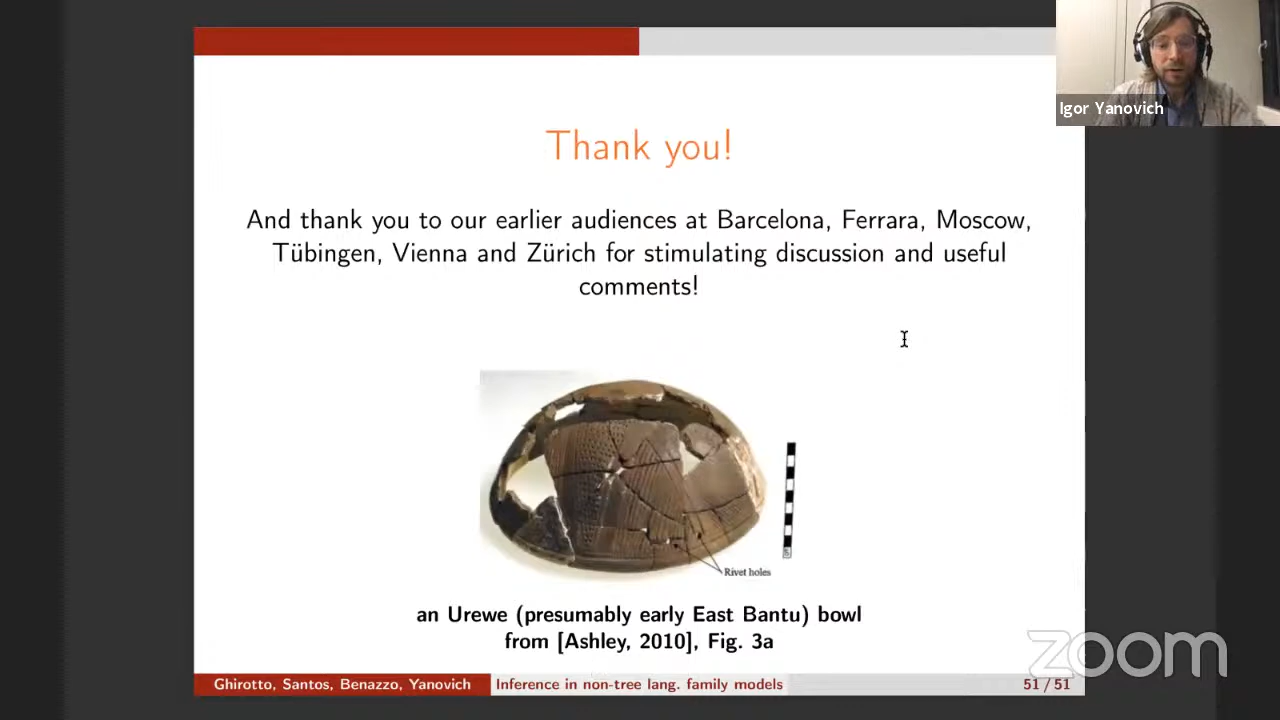 Igor Yanovich
Thank you!
And thank you to our earlier audiences at Barcelona, Ferrara, Moscow,
Tübingen, Vienna and Zürich for stimulating discussion and useful
comments!
Rivet holes
an Urewe (presumably early East Bantu) bowl
from [Ashley, 2010], Fig. 3a
zoom
Ghirotto, Santos, Benazzo, Yanovich Inference in non-tree lang. family models 51 / 51